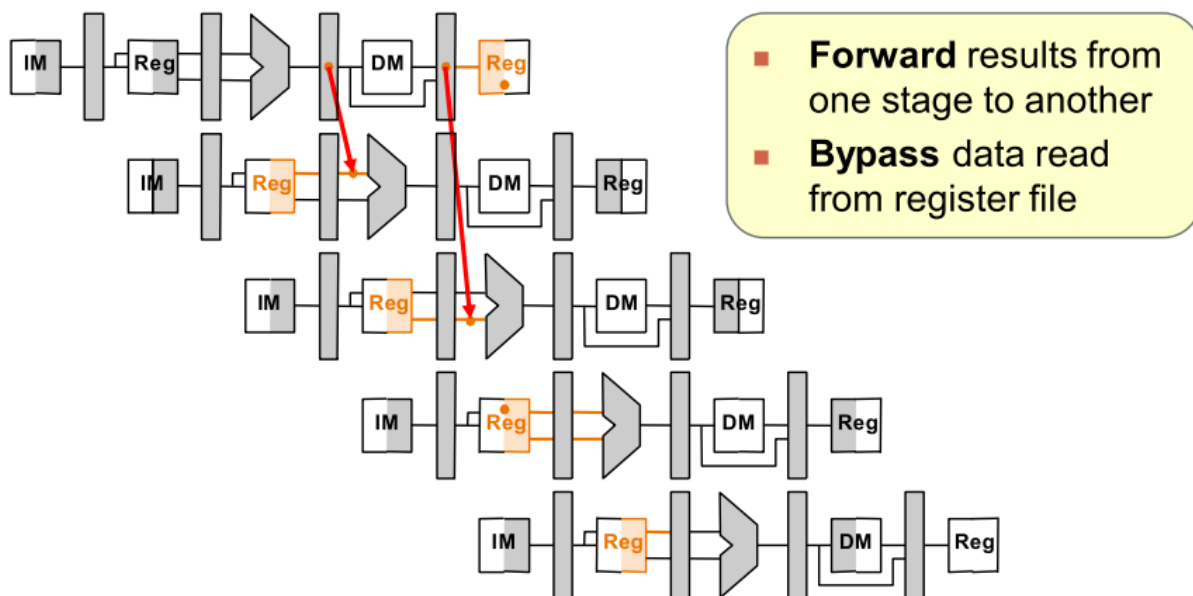 IM Reg DM Reg
IM Reg DM Reg
IM Reg DM Reg
IM Reg DM Reg
IM Reg DM Reg
▪ Forward results from
one stage to another
▪ Bypass data read
from register file